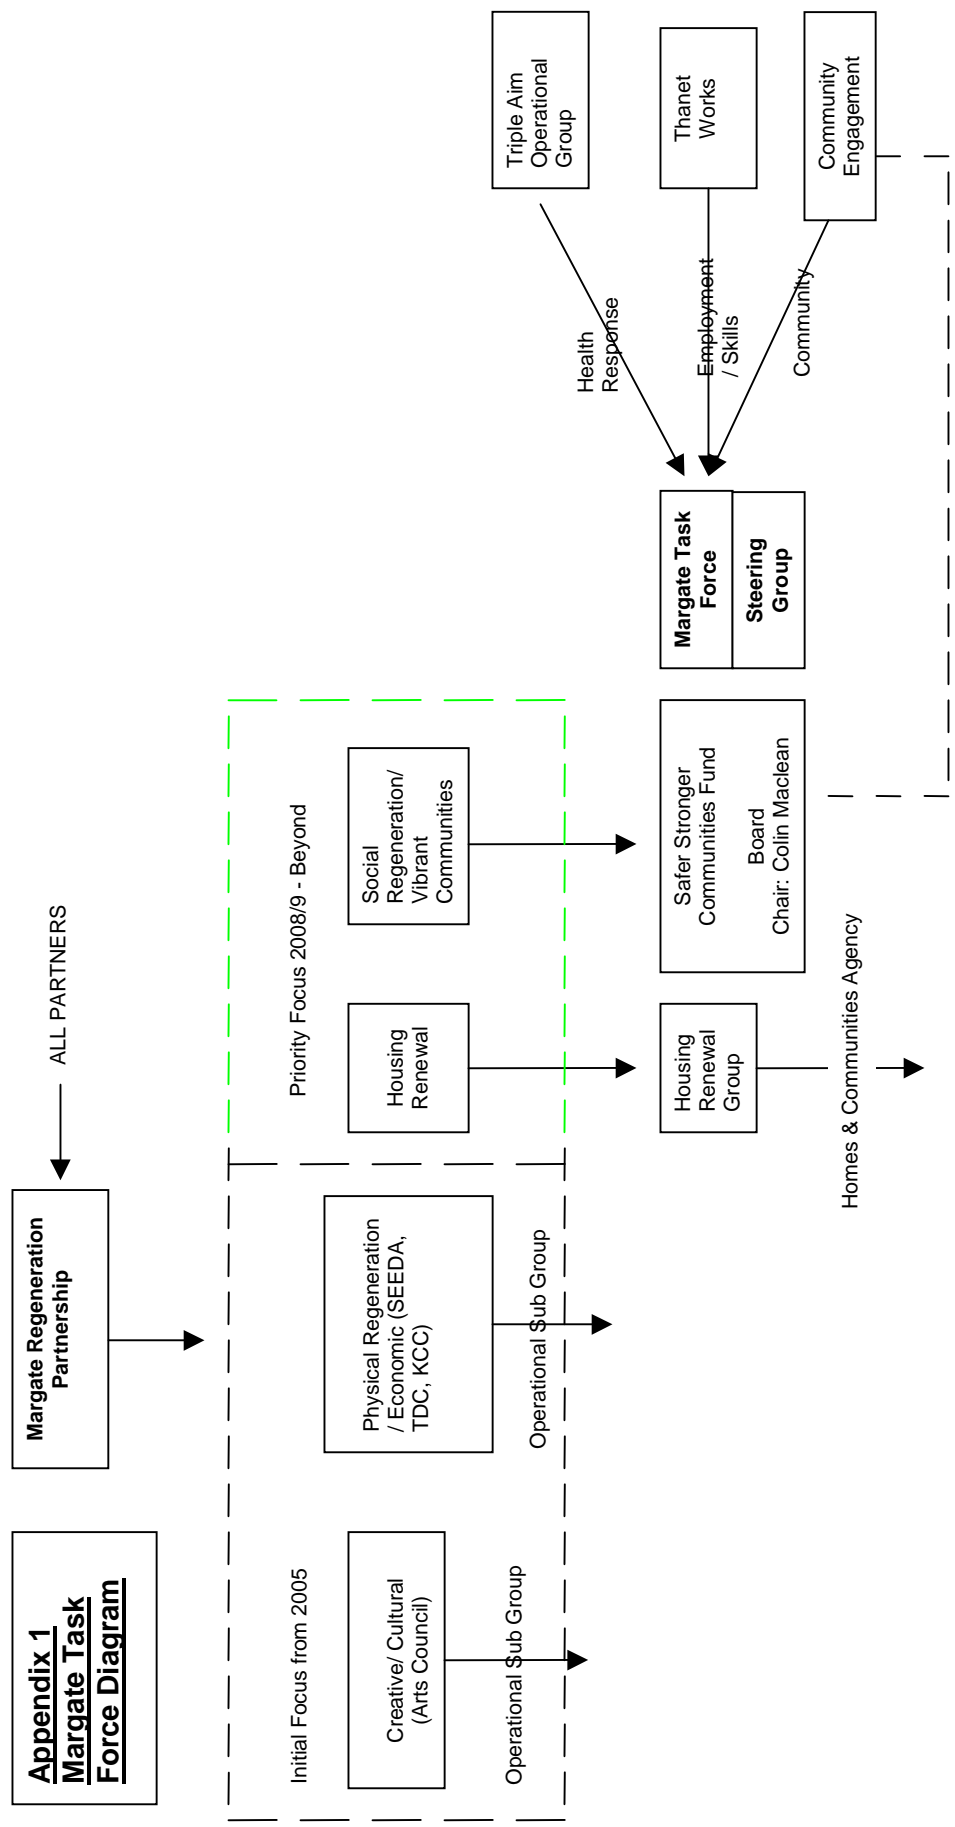 Appendix 1
Margate Task
Force Diagram
Margate Regeneration
Partnership
ALL PARTNERS
Initial Focus from 2005
Priority Focus 2008/9 - Beyond
Creative/ Cultural
(Arts Council)
Physical Regeneration
/ Economic (SEEDA,
TDC, KCC)
Housing
Renewal
Social
Regeneration/
Vibrant
Communities
Operational Sub Group
Operational Sub Group
Housing
Renewal
Group
Safer Stronger
Communities Fund
Board
Chair: Colin Maclean
Margate Task
Force
Steering
Group
Health
Response
Employment
/ Skills
Community
Triple Aim
Operational
Group
Thanet
Works
Community
Engagement
Homes & Communities Agency